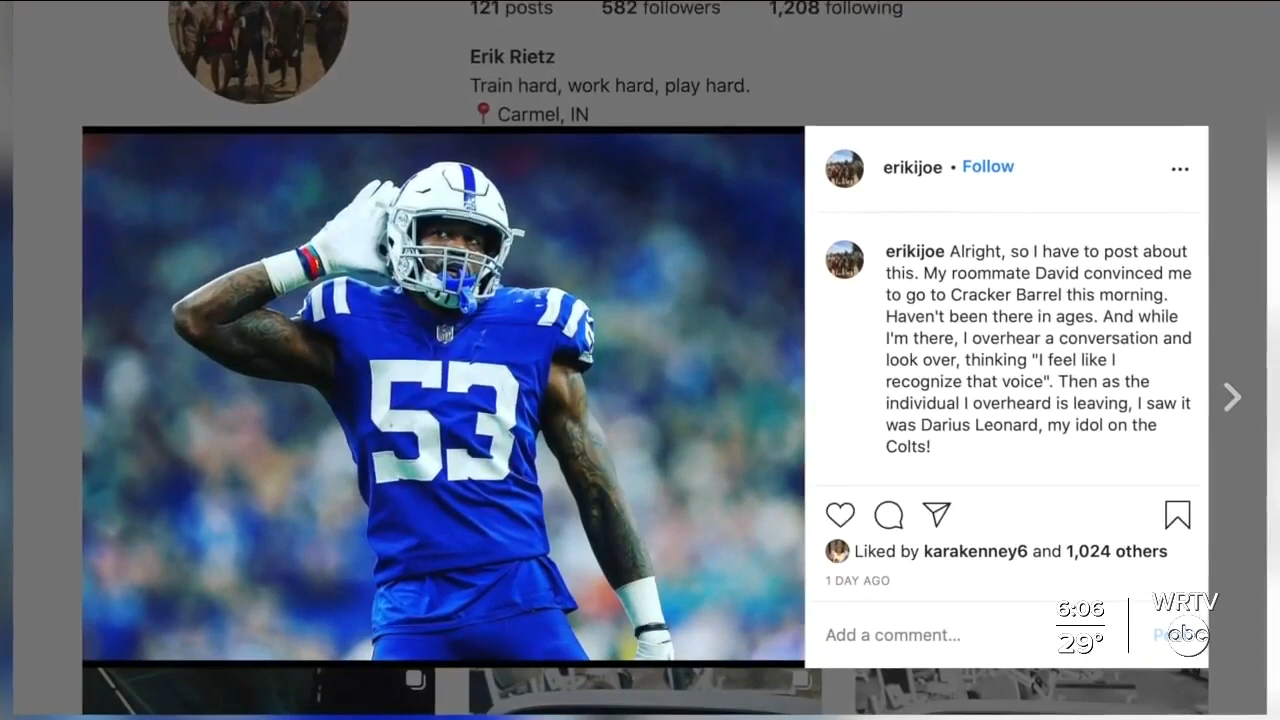 121 posts 582 followers 1,208 following
Erik Rietz
Train hard, work hard, play hard.
Carmel, IN
erikijoe • Follow
erikijoe Alright, so I have to post about
this. My roommate David convinced me
to go to Cracker Barrel this morning.
Haven't been there in ages. And while
I'm there, I overhear a conversation and
look over, thinking "I feel like I
recognize that voice". Then as the
individual I overheard is leaving, I saw it
was Darius Leonard, my idol on the
Colts!
53
NFL
Liked by karakenney6 and 1,024 others
1 DAY AGO
Add a comment...
6:06
29°
WRTV
abc